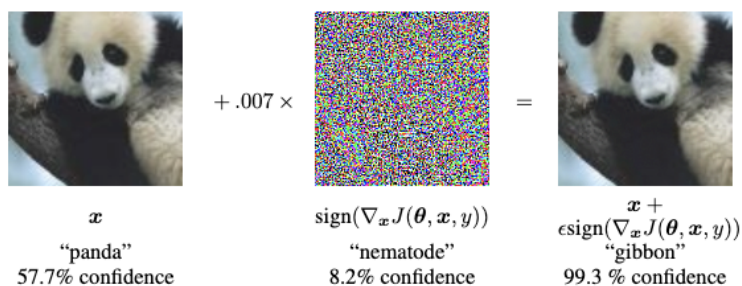 + .007 ×
=
x
“panda”
57.7% confidence
sign(∇ₓJ(θ, x, y))
“nematode”
8.2% confidence
x +
ϵsign(∇ₓJ(θ, x, y))
“gibbon”
99.3 % confidence